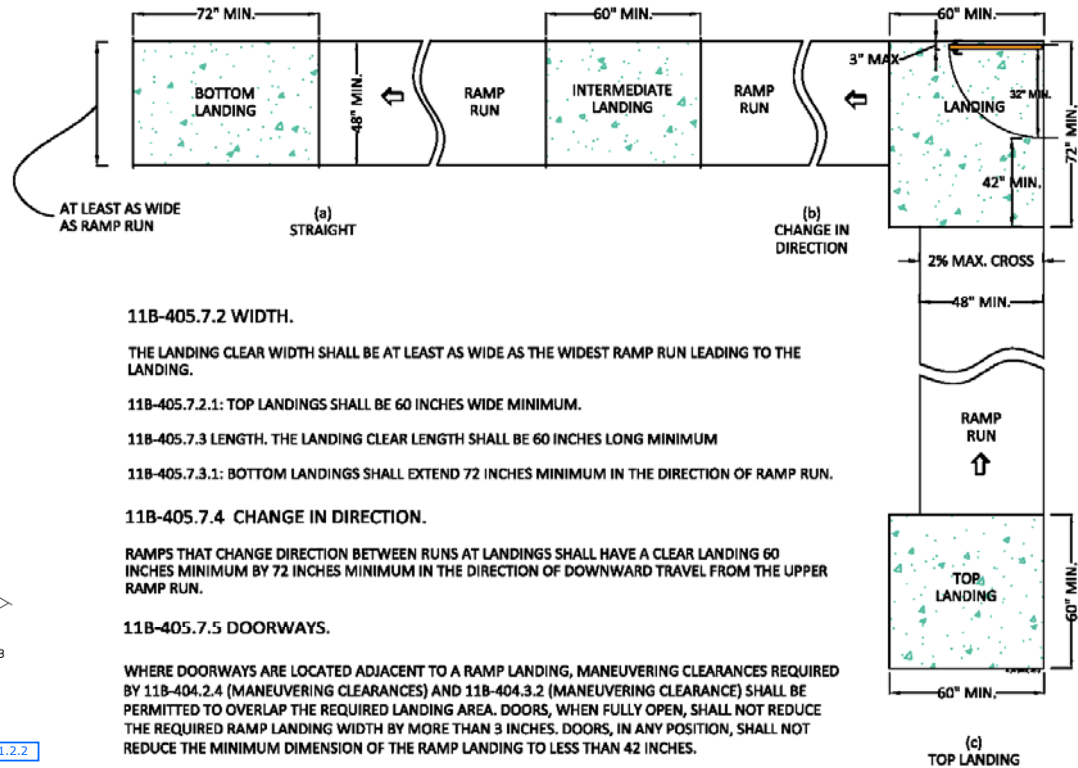 72" MIN.
60" MIN.
60" MIN.
3" MAX
BOTTOM
LANDING
48" MIN.
RAMP
RUN
INTERMEDIATE
LANDING
RAMP
RUN
LANDING
32" MIN.
72" MIN.
42" MIN.
AT LEAST AS WIDE
AS RAMP RUN
(a)
STRAIGHT
(b)
CHANGE IN
DIRECTION
2% MAX. CROSS
48" MIN.
11B-405.7.2 WIDTH.
THE LANDING CLEAR WIDTH SHALL BE AT LEAST AS WIDE AS THE WIDEST RAMP RUN LEADING TO THE
LANDING.
11B-405.7.2.1: TOP LANDINGS SHALL BE 60 INCHES WIDE MINIMUM.
11B-405.7.3 LENGTH. THE LANDING CLEAR LENGTH SHALL BE 60 INCHES LONG MINIMUM
11B-405.7.3.1: BOTTOM LANDINGS SHALL EXTEND 72 INCHES MINIMUM IN THE DIRECTION OF RAMP RUN.
11B-405.7.4 CHANGE IN DIRECTION.
RAMPS THAT CHANGE DIRECTION BETWEEN RUNS AT LANDINGS SHALL HAVE A CLEAR LANDING 60
INCHES MINIMUM BY 72 INCHES MINIMUM IN THE DIRECTION OF DOWNWARD TRAVEL FROM THE UPPER
RAMP RUN.
11B-405.7.5 DOORWAYS.
WHERE DOORWAYS ARE LOCATED ADJACENT TO A RAMP LANDING, MANEUVERING CLEARANCES REQUIRED
BY 11B-404.2.4 (MANEUVERING CLEARANCES) AND 11B-404.3.2 (MANEUVERING CLEARANCE) SHALL BE
PERMITTED TO OVERLAP THE REQUIRED LANDING AREA. DOORS, WHEN FULLY OPEN, SHALL NOT REDUCE
THE REQUIRED RAMP LANDING WIDTH BY MORE THAN 3 INCHES. DOORS, IN ANY POSITION, SHALL NOT
REDUCE THE MINIMUM DIMENSION OF THE RAMP LANDING TO LESS THAN 42 INCHES.
RAMP
RUN
TOP
LANDING
60" MIN.
60" MIN.
(c)
TOP LANDING
3
1.2.2